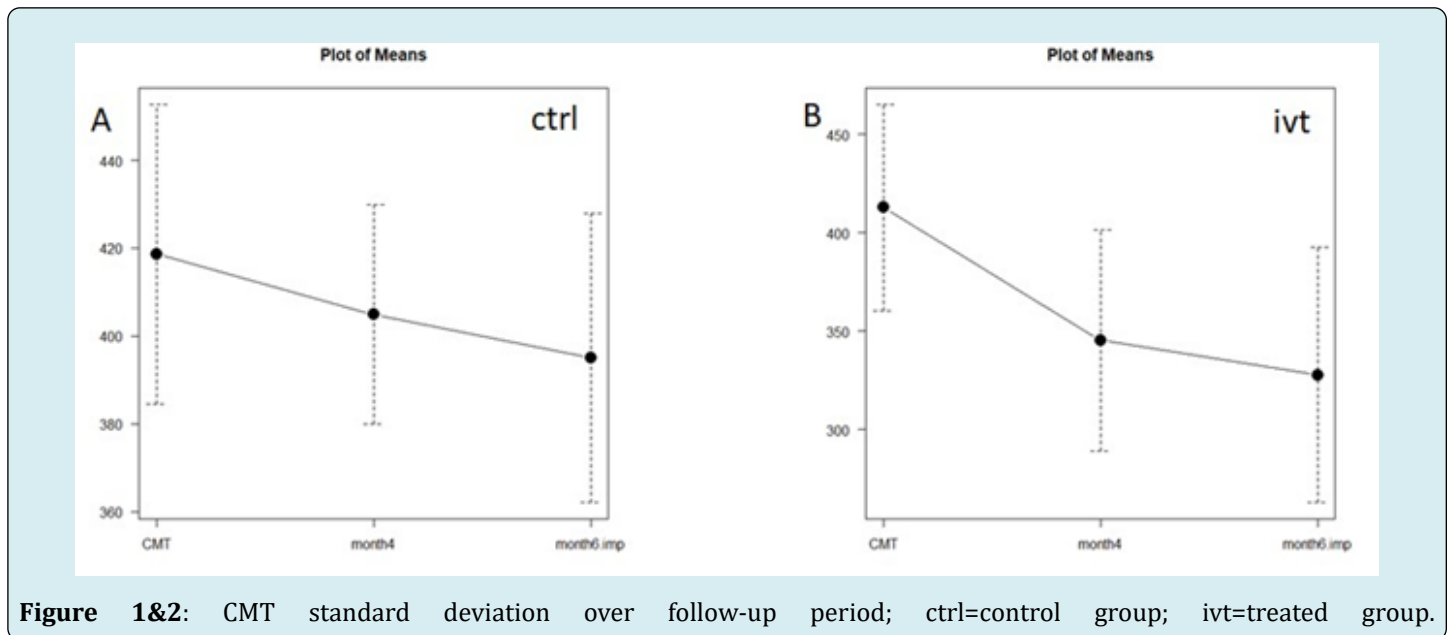 Plot of Means
A
ctrl
440
420
400
380
360
CMT
month4
month6.imp
Plot of Means
B
ivt
450
400
350
300
CMT
month4
month6.imp
Figure 1&2: CMT standard deviation over follow-up period; ctrl=control group; ivt=treated group.